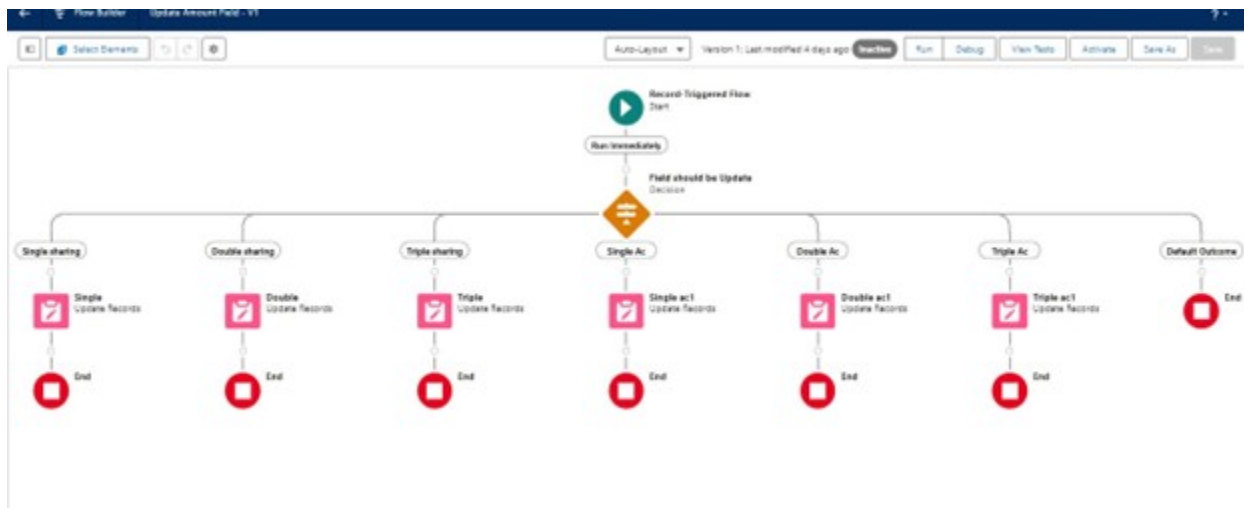 Flow Builder Update Amount Field - V1 ?
Select Elements Auto-Layout Version 1: Last modified 4 days ago Inactive Run Debug View Tests Activate Save As Save
Record-Triggered Flow
Start
Run Immediately
Field should be Update
Decision
Single sharing Double sharing Triple sharing Single Ac Double Ac Triple Ac Default Outcome
Single Double Triple Single ac1 Double ac1 Triple ac1 End
Update Records Update Records Update Records Update Records Update Records Update Records
End End End End End End